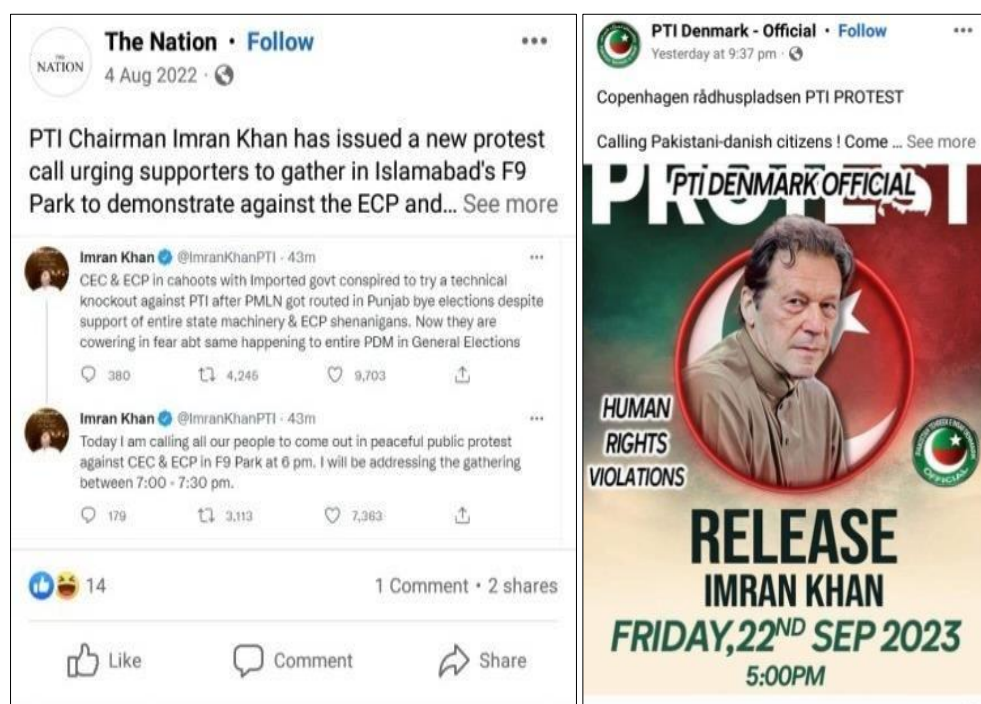 THE
NATION
The Nation • Follow
4 Aug 2022 ·
PTI Chairman Imran Khan has issued a new protest
call urging supporters to gather in Islamabad's F9
Park to demonstrate against the ECP and... See more
Imran Khan @ImranKhanPTI · 43m
CEC & ECP in cahoots with Imported govt conspired to try a technical
knockout against PTI after PMLN got routed in Punjab bye elections despite
support of entire state machinery & ECP shenanigans. Now they are
cowering in fear abt same happening to entire PDM in General Elections
380 4,246 9,703
Imran Khan @ImranKhanPTI · 43m
Today I am calling all our people to come out in peaceful public protest
against CEC & ECP in F9 Park at 6 pm. I will be addressing the gathering
between 7:00 - 7:30 pm.
179 3,113 7,363
14 1 Comment • 2 shares
Like Comment Share
PTI Denmark - Official • Follow
Yesterday at 9:37 pm ·
Copenhagen rådhuspladsen PTI PROTEST
Calling Pakistani-danish citizens ! Come ... See more
PROTEST
PTI DENMARK OFFICIAL
HUMAN
RIGHTS
VIOLATIONS
OFFICIAL
RELEASE
IMRAN KHAN
FRIDAY,22ND SEP 2023
5:00PM